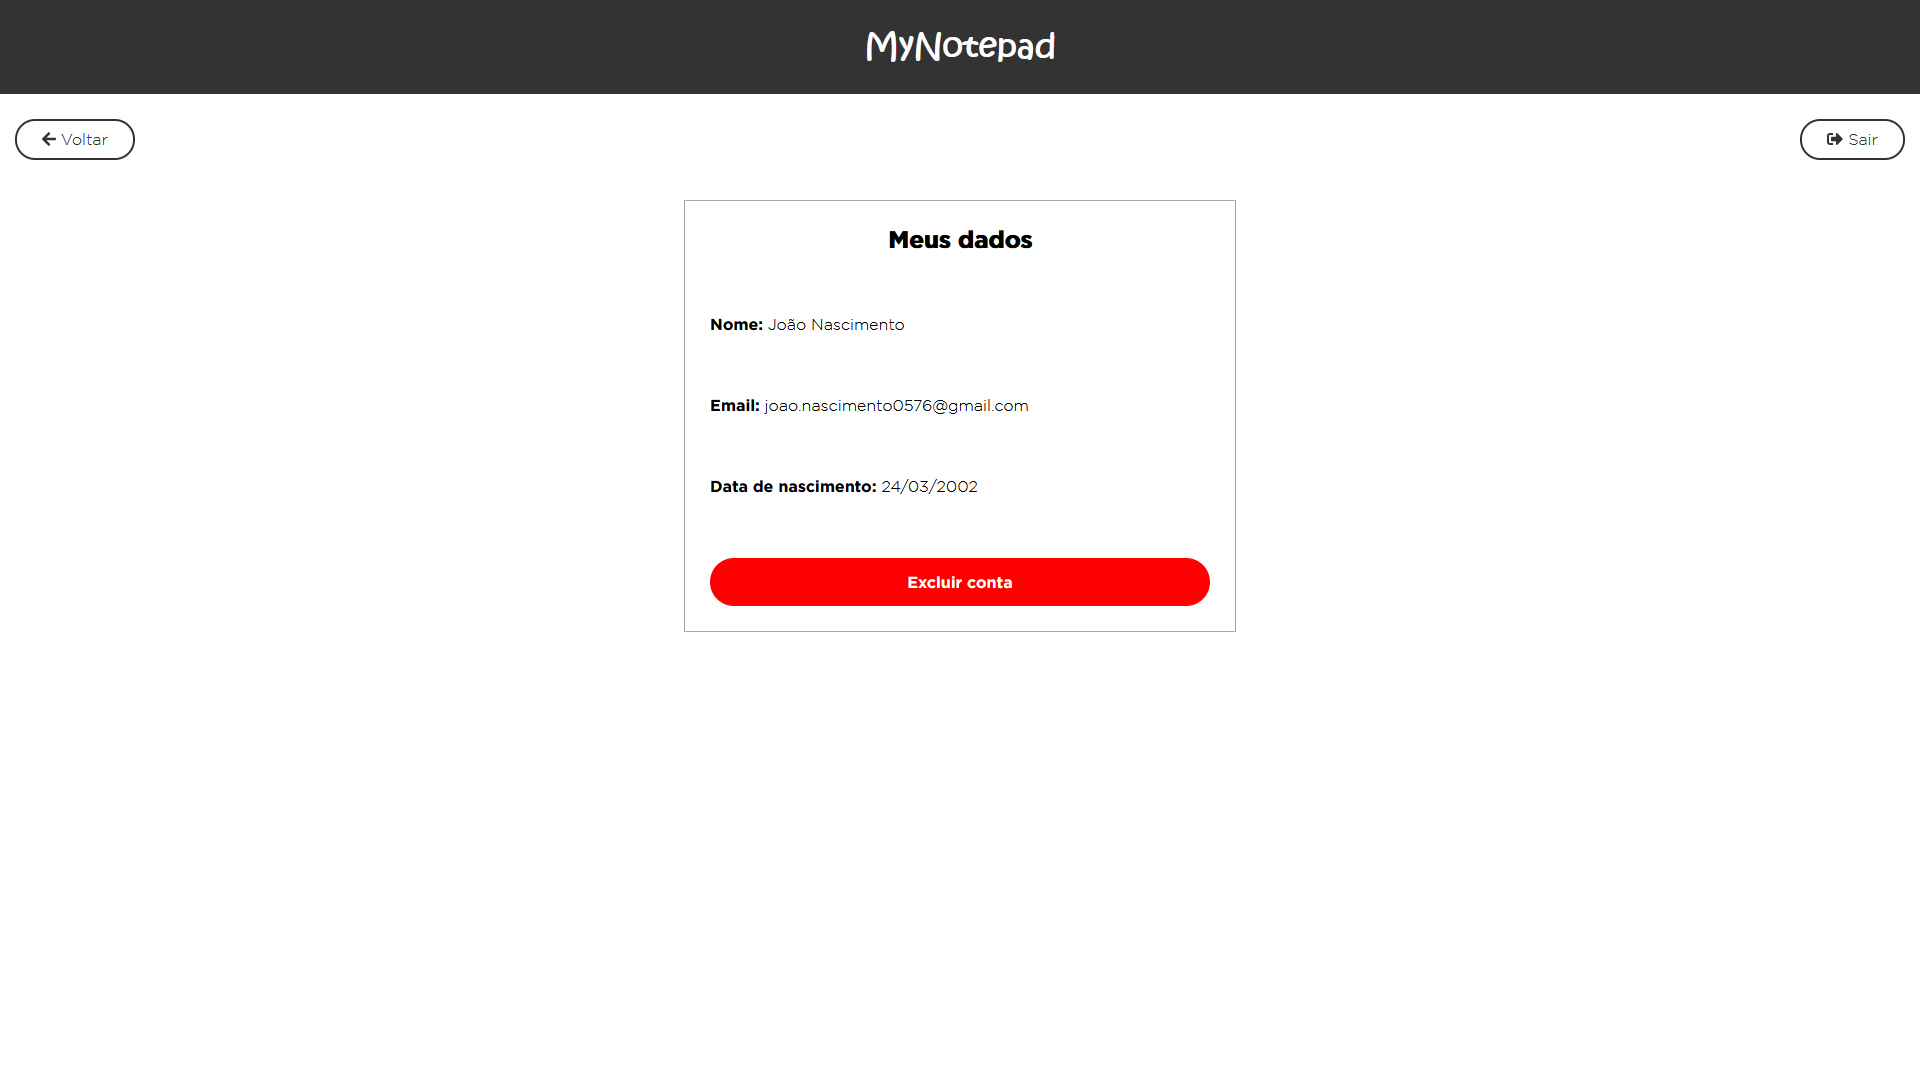 MyNotepad
Voltar
Sair
Meus dados
Nome: João Nascimento
Email: joao.nascimento0576@gmail.com
Data de nascimento: 24/03/2002
Excluir conta